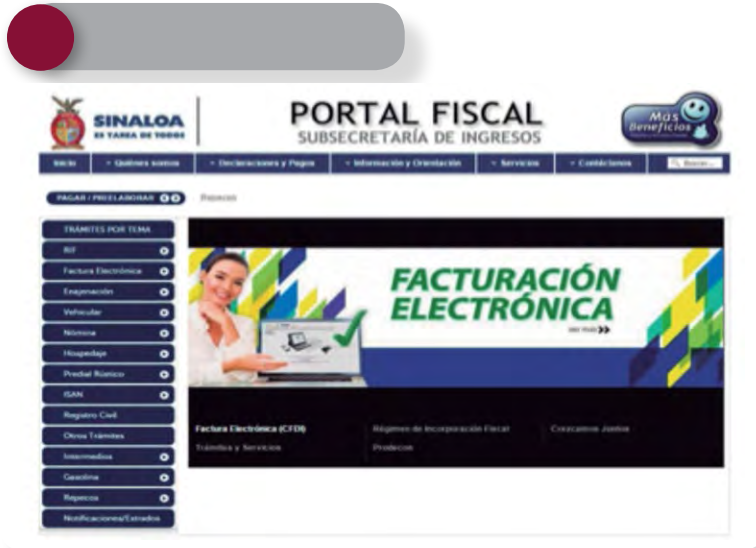 SINALOA
ES TAREA DE TODOS
PORTAL FISCAL
SUBSECRETARÍA DE INGRESOS
Más
Beneficios
Inicio
Quiénes somos
Declaraciones y Pagos
Información y Orientación
Servicios
Contáctanos
Buscar...
PAGAR / PREELABORAR
Repecos
TRÁMITES POR TEMA
RIF
Factura Electrónica
Enajenación
Vehicular
Nómina
Hospedaje
Predial Rústico
ISAN
Registro Civil
Otros Trámites
Intermedios
Gasolina
Repecos
Notificaciones/Estrados
FACTURACIÓN
ELECTRÓNICA
ver más
Factura Electrónica (CFDI)
Régimen de Incorporación Fiscal
Crezcamos Juntos
Trámites y Servicios
Prodecon